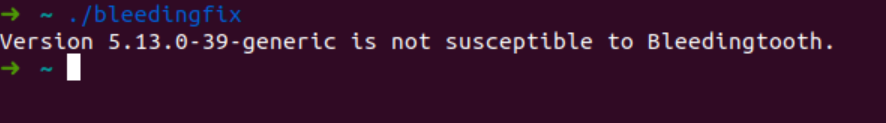 ➜ ~ ./bleedingfix
Version 5.13.0-39-generic is not susceptible to Bleedingtooth.
➜ ~